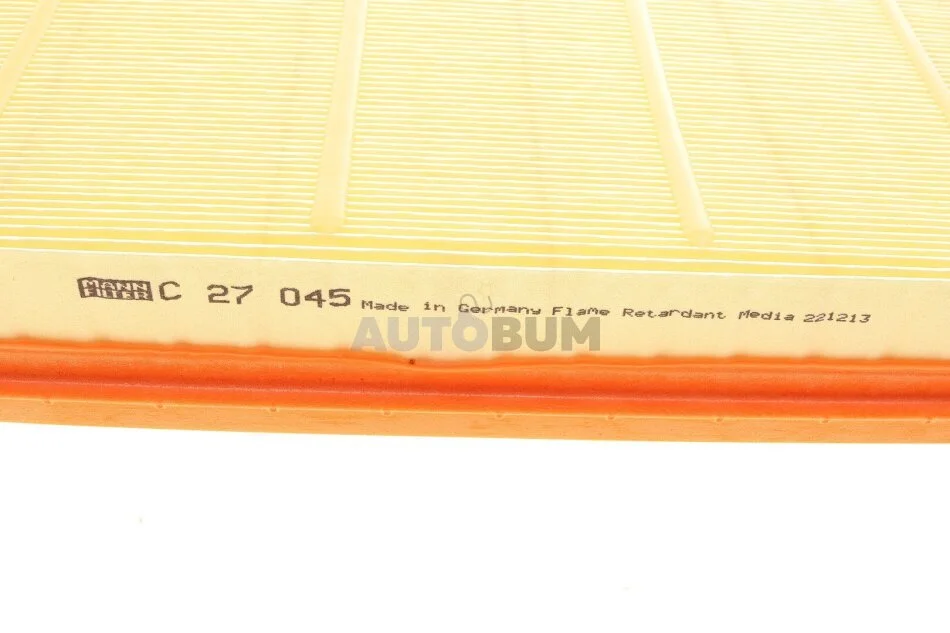 MANN FILTER C 27 045 Made in Germany Flame Retardant Media 221213
AUTOBUM